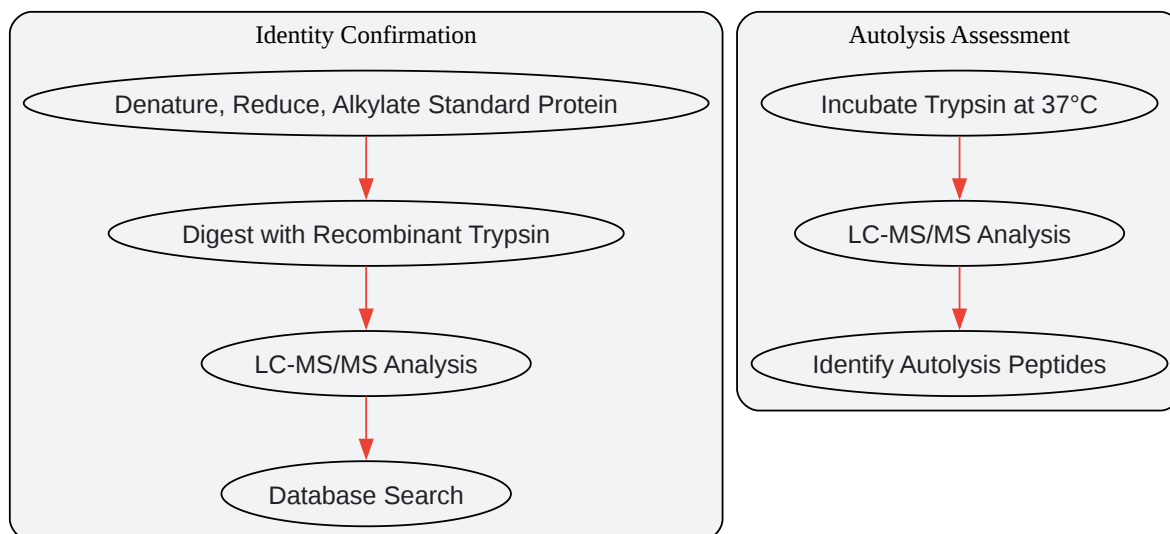 Identity Confirmation
Denature, Reduce, Alkylate Standard Protein
Digest with Recombinant Trypsin
LC-MS/MS Analysis
Database Search
Autolysis Assessment
Incubate Trypsin at 37°C
LC-MS/MS Analysis
Identify Autolysis Peptides